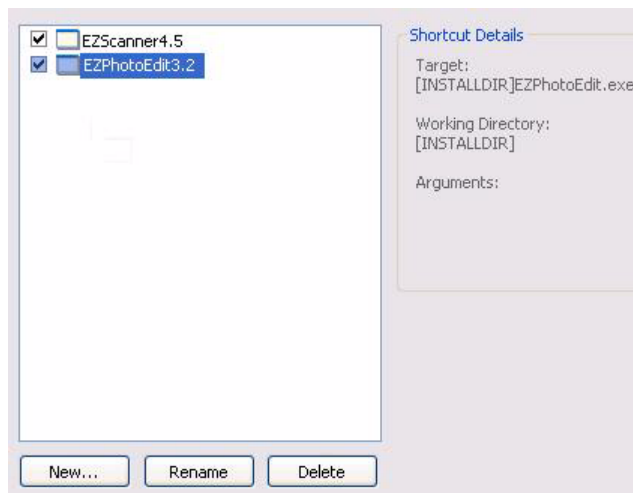 EZScanner4.5
EZPhotoEdit3.2
New...
Rename
Delete
Shortcut Details
Target:
[INSTALLDIR]EZPhotoEdit.exe
Working Directory:
[INSTALLDIR]
Arguments: